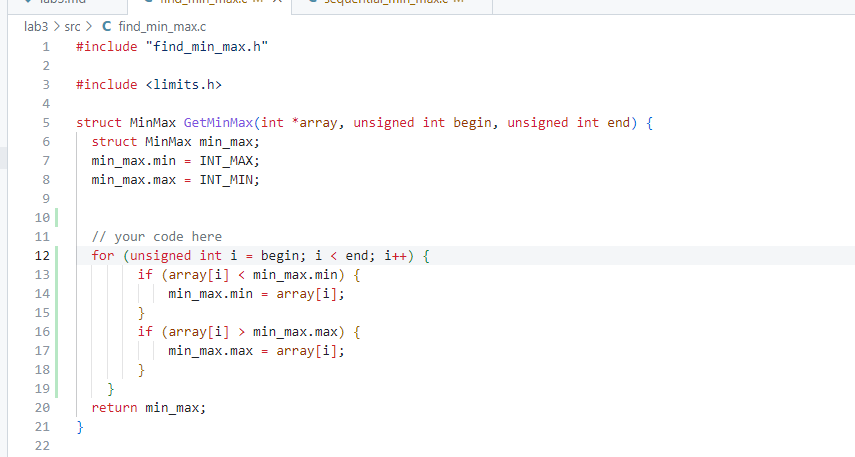 lab3 > src > C find_min_max.c
1 #include "find_min_max.h"
2
3 #include <limits.h>
4
5 struct MinMax GetMinMax(int *array, unsigned int begin, unsigned int end) {
6 struct MinMax min_max;
7 min_max.min = INT_MAX;
8 min_max.max = INT_MIN;
9
10
11 // your code here
12 for (unsigned int i = begin; i < end; i++) {
13 if (array[i] < min_max.min) {
14 min_max.min = array[i];
15 }
16 if (array[i] > min_max.max) {
17 min_max.max = array[i];
18 }
19 }
20 return min_max;
21 }
22